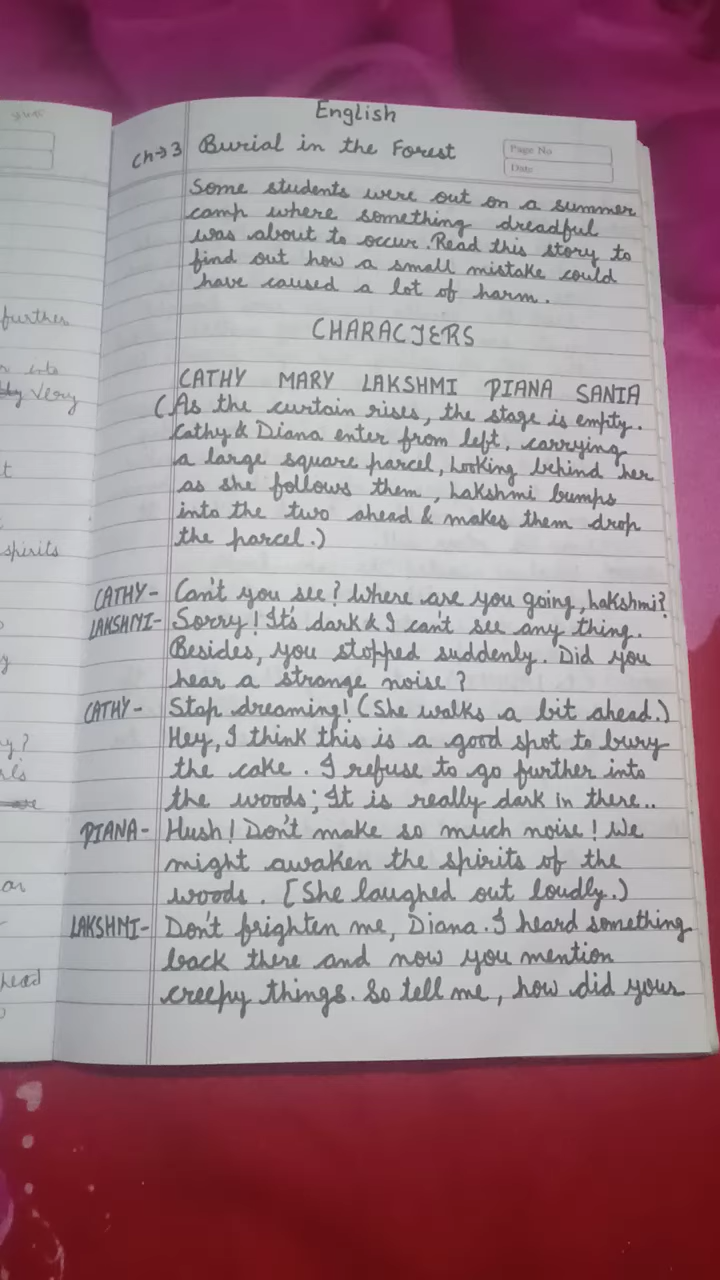 English
Ch→3 Burial in the Forest
Page No
Date
Some students were out on a summer
camp where something dreadful
was about to occur. Read this story to
find out how a small mistake could
have caused a lot of harm.
CHARACTERS
CATHY MARY LAKSHMI DIANA SANIA
(As the curtain rises, the stage is empty.
Cathy & Diana enter from left, carrying
a large square parcel, Looking behind her
as she follows them, Lakshmi bumps
into the two ahead & makes them drop
the parcel.)
CATHY- Can't you see? Where are you going, Lakshmi?
LAKSHMI- Sorry! It's dark & I can't see any thing.
Besides, you stopped suddenly. Did you
hear a strange noise?
CATHY- Stop dreaming! (She walks a bit ahead.)
Hey, I think this is a good spot to bury
the cake. I refuse to go further into
the woods; It is really dark in there..
DIANA- Hush! Don't make so much noise! We
might awaken the spirits of the
woods. [She laughed out loudly.)
LAKSHMI- Don't frighten me, Diana. I heard something
back there and now you mention
creepy things. So tell me, how did your
further
into
Very
t
spirits
y
y?
as
head